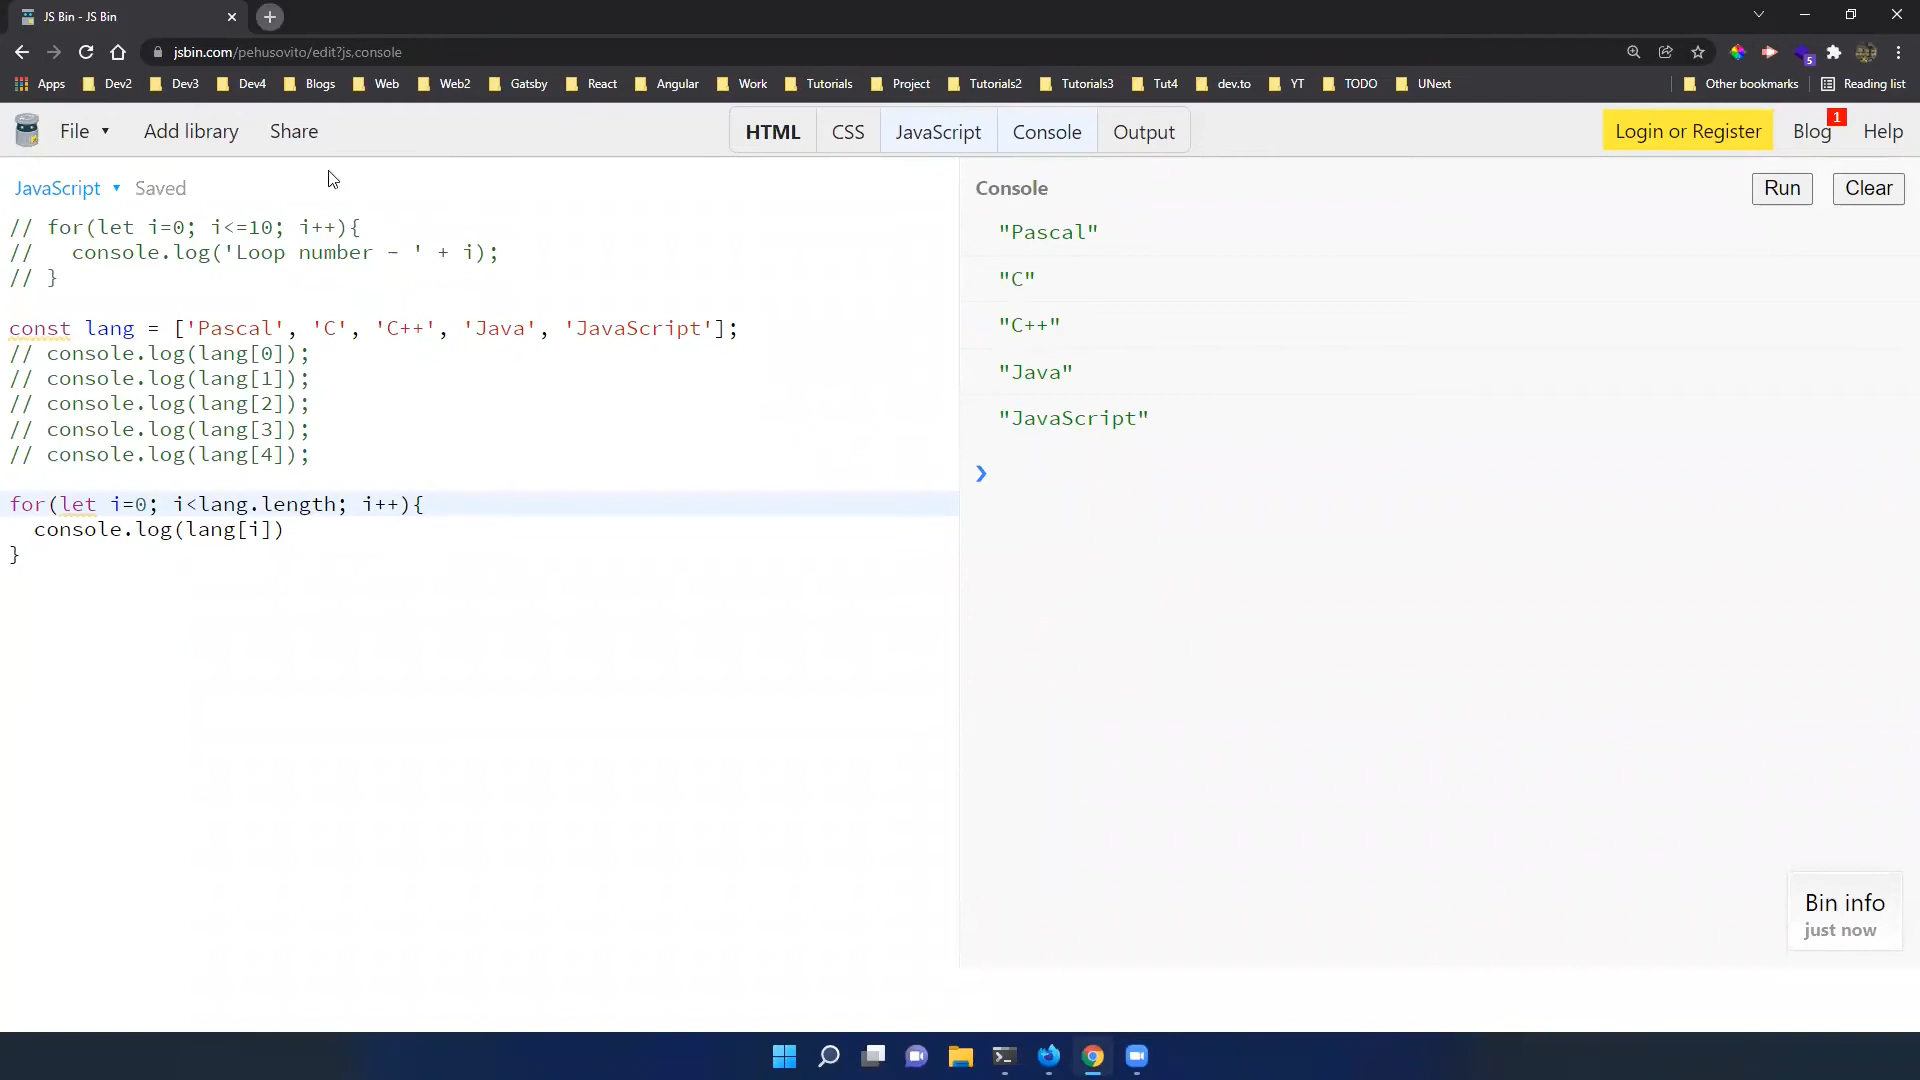 JS Bin - JS Bin
jsbin.com/pehusovito/edit?js,console
Apps Dev2 Dev3 Dev4 Blogs Web Web2 Gatsby React Angular Work Tutorials Project Tutorials2 Tutorials3 Tut4 dev.to YT TODO UNext Other bookmarks Reading list
5
File Add library Share HTML CSS JavaScript Console Output Login or Register Blog 1 Help
JavaScript Saved
// for(let i=0; i<=10; i++){
//   console.log('Loop number - ' + i);
// }
const lang = ['Pascal', 'C', 'C++', 'Java', 'JavaScript'];
// console.log(lang[0]);
// console.log(lang[1]);
// console.log(lang[2]);
// console.log(lang[3]);
// console.log(lang[4]);
for(let i=0; i<lang.length; i++){
  console.log(lang[i])
}
Console Run Clear
"Pascal"
"C"
"C++"
"Java"
"JavaScript"
Bin info
just now